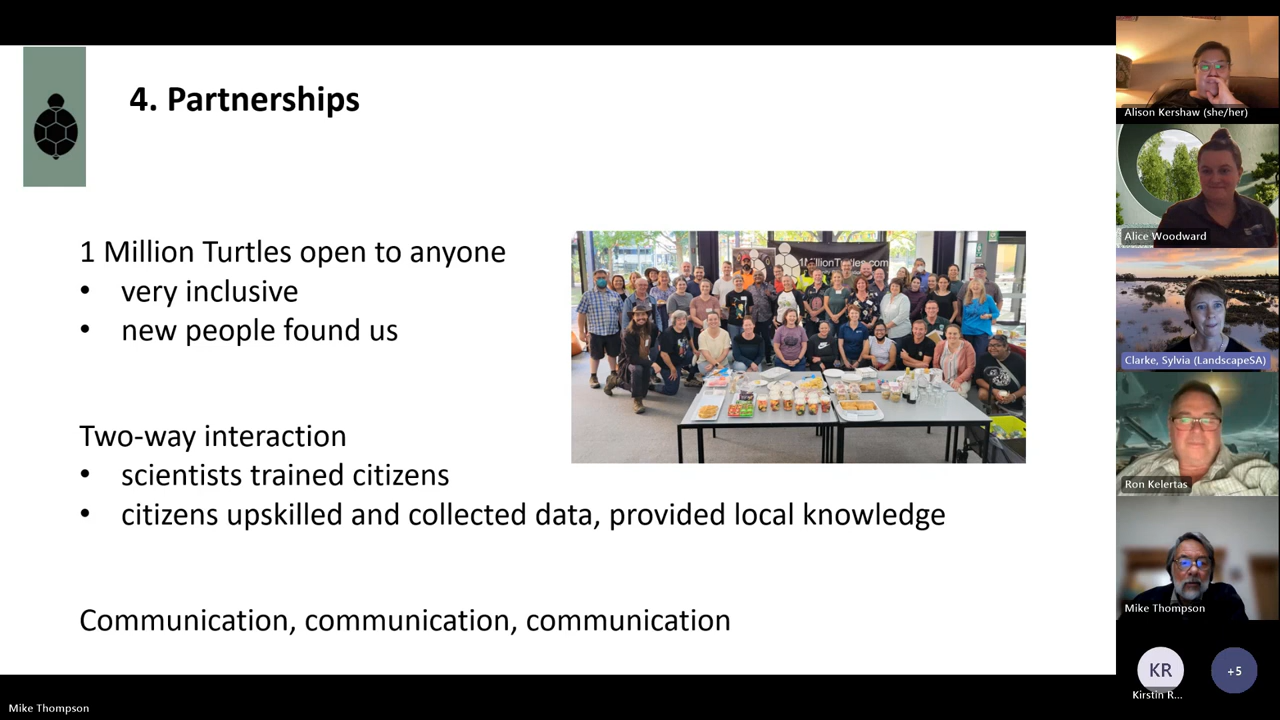 4. Partnerships
1 Million Turtles open to anyone
• very inclusive
• new people found us
1MillionTurtles.com
Two-way interaction
• scientists trained citizens
• citizens upskilled and collected data, provided local knowledge
Communication, communication, communication
Alison Kershaw (she/her)
Alice Woodward
Clarke, Sylvia (LandscapeSA)
Ron Kelertas
Mike Thompson
KR
+5
Kirstin R...
Mike Thompson